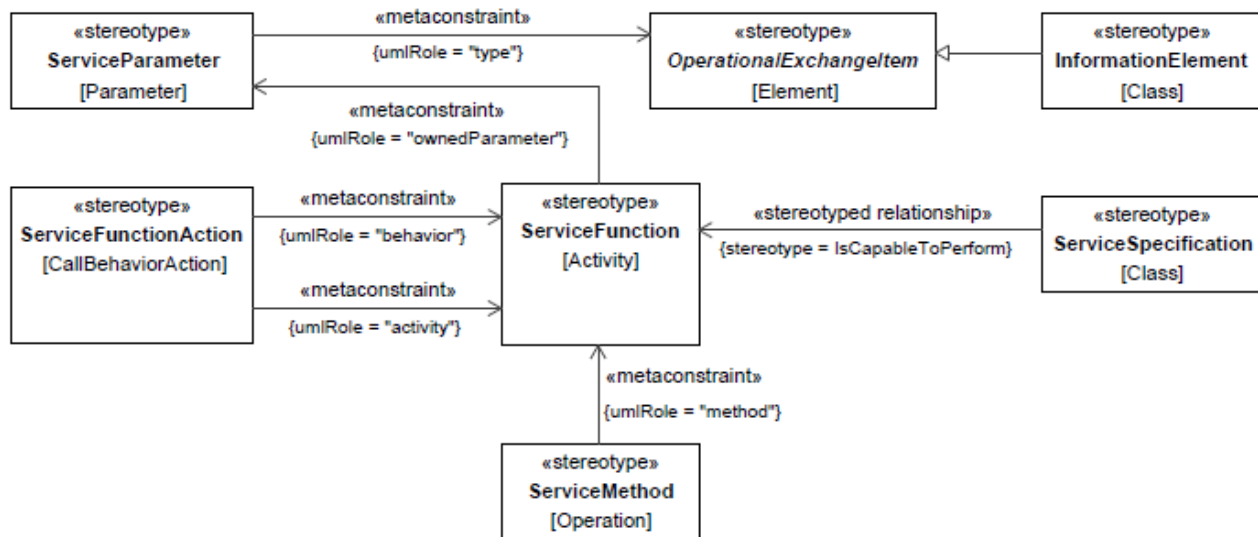 «stereotype»
ServiceParameter
[Parameter]
«metaconstraint»
{umlRole = "type"}
«stereotype»
OperationalExchangeItem
[Element]
«stereotype»
InformationElement
[Class]
«metaconstraint»
{umlRole = "ownedParameter"}
«stereotype»
ServiceFunctionAction
[CallBehaviorAction]
«metaconstraint»
{umlRole = "behavior"}
«metaconstraint»
{umlRole = "activity"}
«stereotype»
ServiceFunction
[Activity]
«stereotyped relationship»
{stereotype = IsCapableToPerform}
«stereotype»
ServiceSpecification
[Class]
«metaconstraint»
{umlRole = "method"}
«stereotype»
ServiceMethod
[Operation]